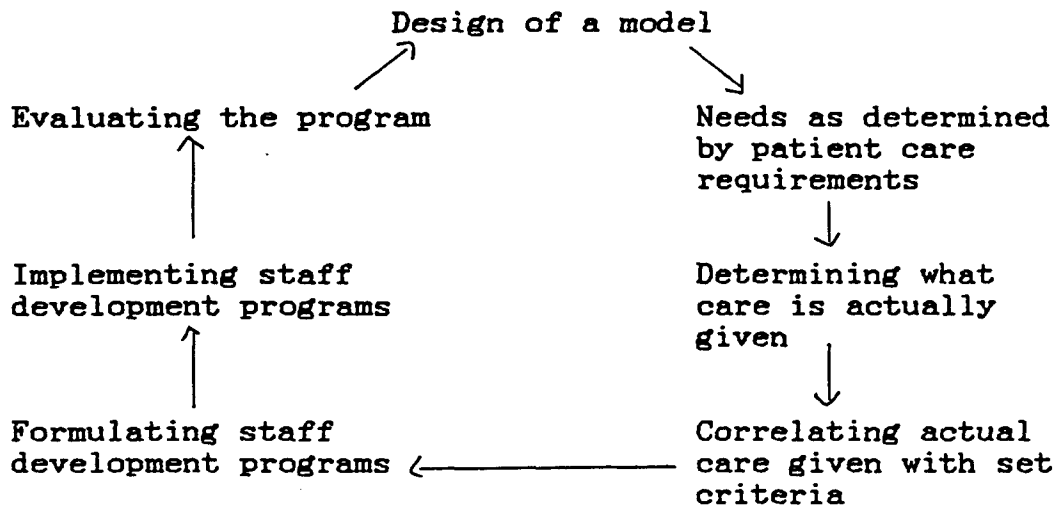 Design of a model
Evaluating the program
Needs as determined
by patient care
requirements
Implementing staff
development programs
Determining what
care is actually
given
Formulating staff
development programs
Correlating actual
care given with set
criteria